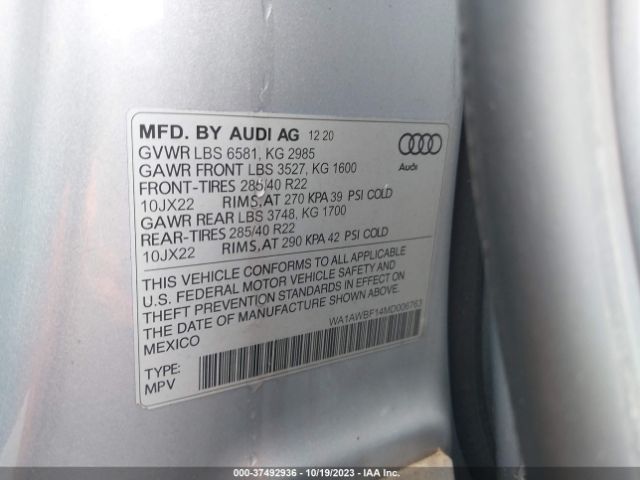 MFD. BY AUDI AG 12 20
Audi
GVWR LBS 6581, KG 2985
GAWR FRONT LBS 3527, KG 1600
FRONT-TIRES 285/40 R22
10JX22 RIMS,AT 270 KPA 39 PSI COLD
GAWR REAR LBS 3748, KG 1700
REAR-TIRES 285/40 R22
10JX22 RIMS,AT 290 KPA 42 PSI COLD
THIS VEHICLE CONFORMS TO ALL APPLICABLE
U.S. FEDERAL MOTOR VEHICLE SAFETY AND
THEFT PREVENTION STANDARDS IN EFFECT ON
THE DATE OF MANUFACTURE SHOWN ABOVE.
MEXICO
WA1AWBF14MD006763
TYPE:
MPV
000-37492936 - 10/19/2023 - IAA Inc.